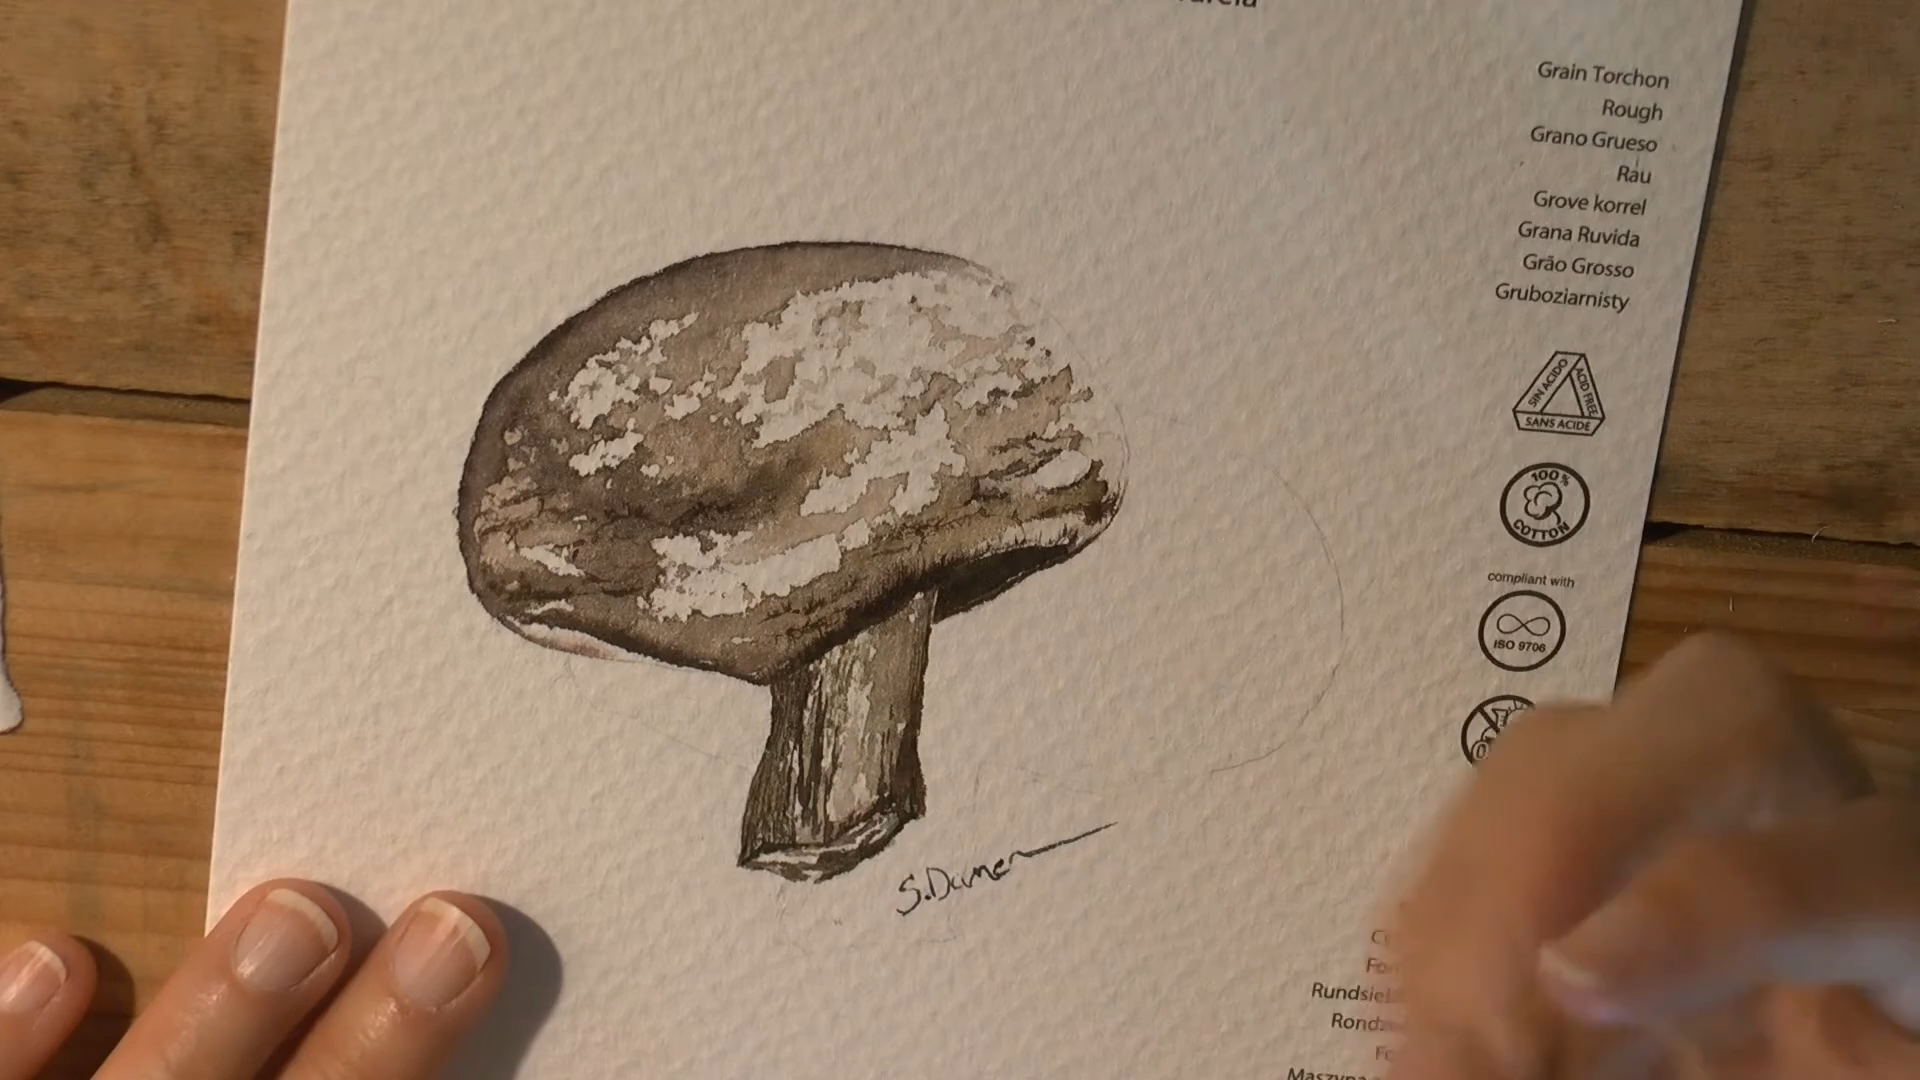 Grain Torchon
Rough
Grano Grueso
Rau
Grove korrel
Grana Ruvida
Grão Grosso
Gruboziarnisty
SIN ACIDO
ACID FREE
SANS ACIDE
100%
COTTON
compliant with
ISO 9706
S.Damen